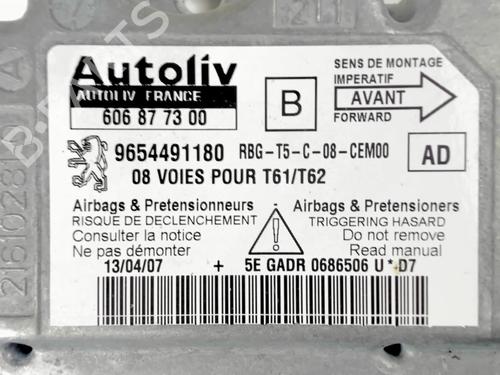 Autoliv
AUTOLIV FRANCE
606 87 73 00
B
SENS DE MONTAGE
IMPERATIF
AVANT
FORWARD
9654491180 RBG-T5-C-08-CEM00
AD
08 VOIES POUR T61/T62
Airbags & Pretensionneurs
RISQUE DE DECLENCHEMENT
Consulter la notice
Ne pas démonter
Airbags & Pretensioners
TRIGGERING HASARD
Do not remove
Read manual
13/04/07 + 5E GADR 0686506 U * D7